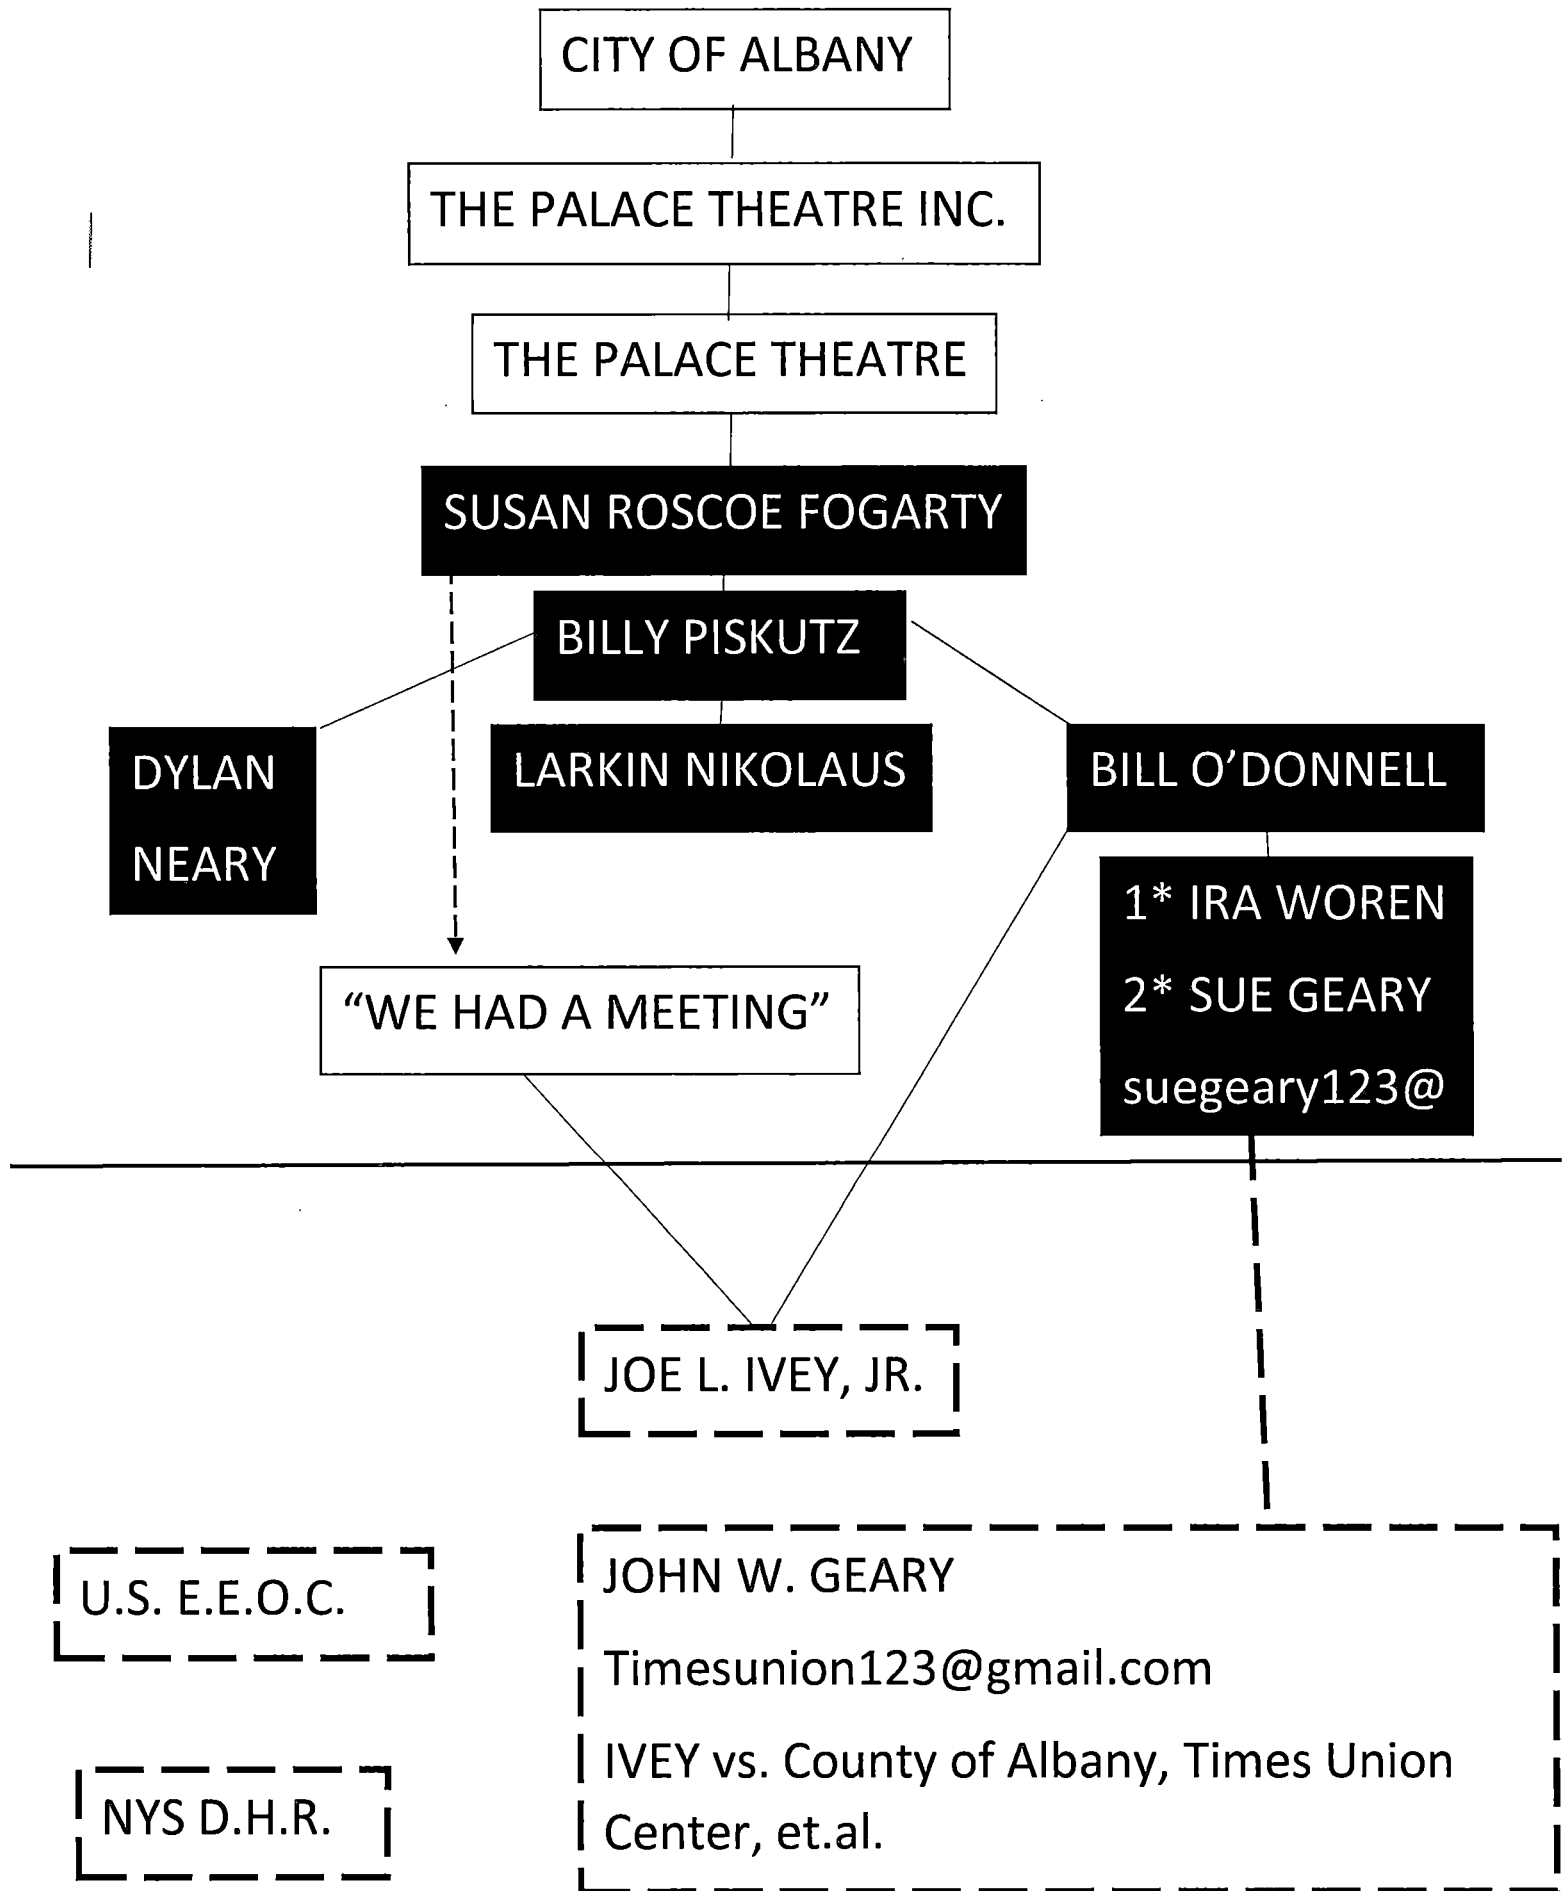 CITY OF ALBANY
THE PALACE THEATRE INC.
THE PALACE THEATRE
SUSAN ROSCOE FOGARTY
BILLY PISKUTZ
DYLAN
NEARY
LARKIN NIKOLAUS
BILL O’DONNELL
1* IRA WOREN
2* SUE GEARY
suegeary123@
“WE HAD A MEETING”
JOE L. IVEY, JR.
U.S. E.E.O.C.
NYS D.H.R.
JOHN W. GEARY
Timesunion123@gmail.com
IVEY vs. County of Albany, Times Union
Center, et.al.